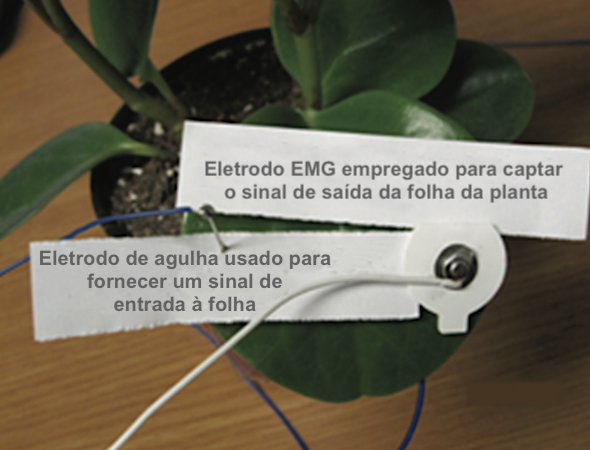 Eletrodo EMG empregado para captar
o sinal de saída da folha da planta
Eletrodo de agulha usado para
fornecer um sinal de
entrada à folha